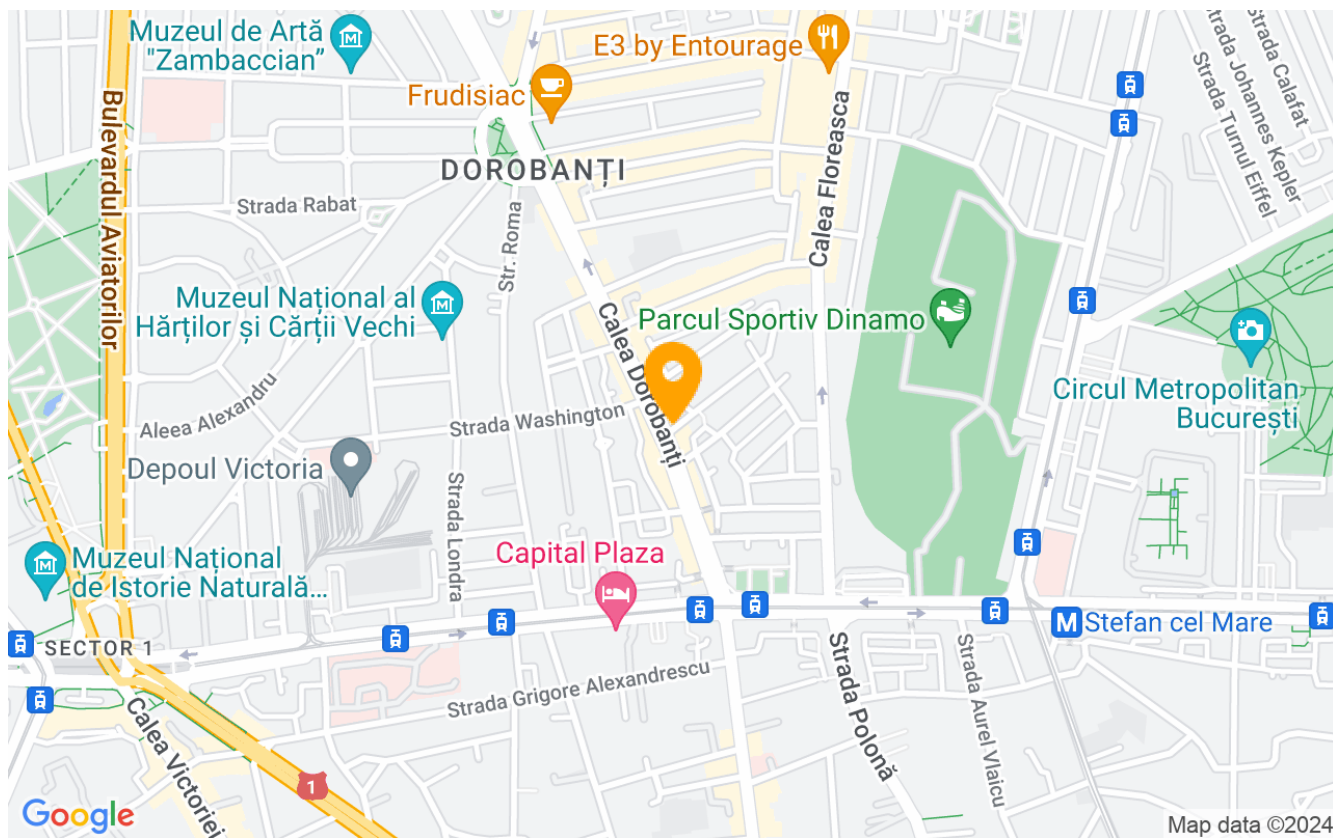 Muzeul de Artă
"Zambaccian”
E3 by Entourage
Frudisiac
Strada Calafat
Strada Johannes Kepler
Strada Turnul Eiffel
Bulevardul Aviatorilor
DOROBANȚI
Calea Floreasca
Strada Rabat
Str. Roma
Muzeul Național al
Hărților și Cărții Vechi
Calea Dorobanți
Parcul Sportiv Dinamo
Circul Metropolitan
București
Aleea Alexandru
Strada Washington
Depoul Victoria
Strada Londra
Muzeul Național
de Istorie Naturală...
Capital Plaza
M Stefan cel Mare
SECTOR 1
Strada Grigore Alexandrescu
Strada Polonă
Strada Aurel Vlaicu
Calea Victoriei
1
Google
Map data ©2024